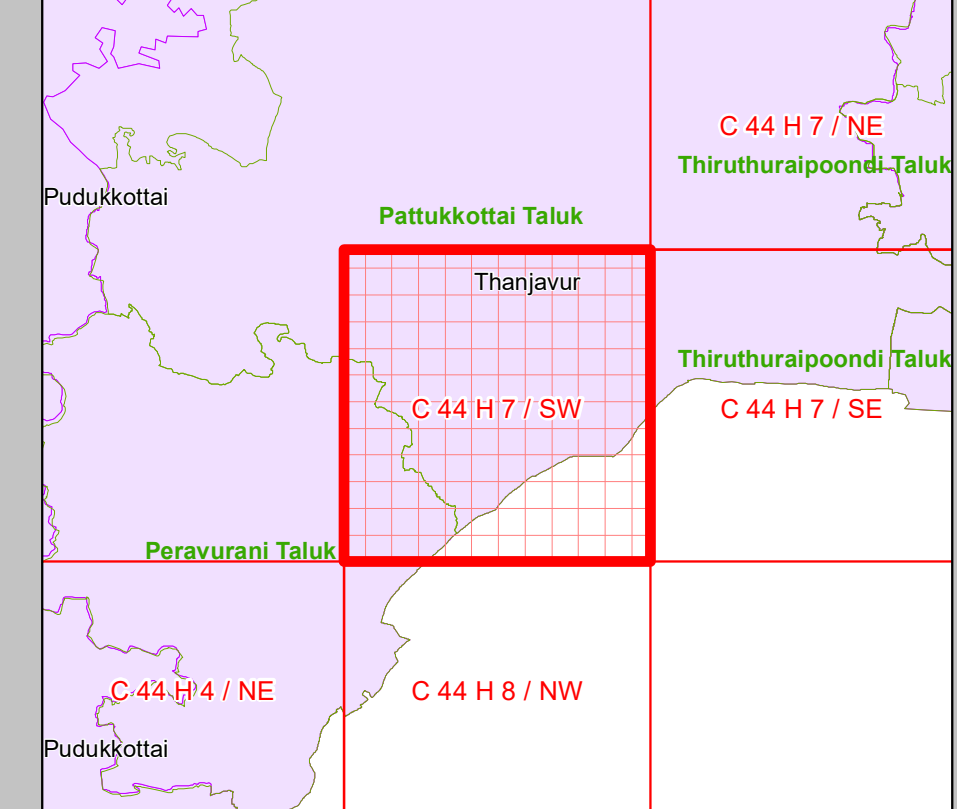 C 44 H 7 / NE
Thiruthuraipoondi Taluk
Pudukkottai
Pattukkottai Taluk
Thanjavur
Thiruthuraipoondi Taluk
C 44 H 7 / SW
C 44 H 7 / SE
Peravurani Taluk
C 44 H 4 / NE
C 44 H 8 / NW
Pudukkottai